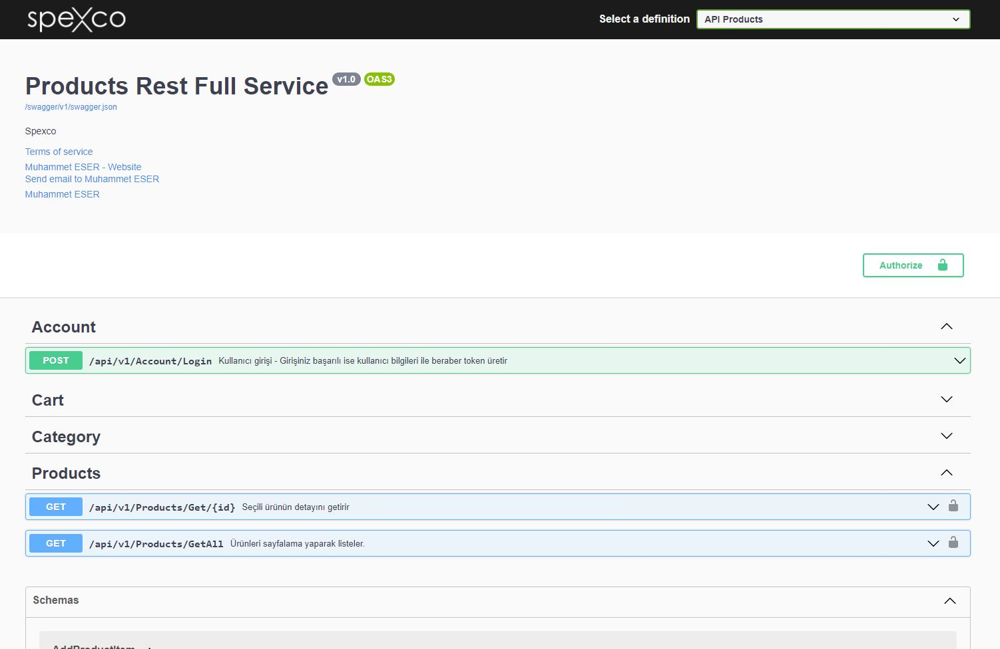 spexco
Select a definition
API Products
Products Rest Full Service v1.0 OAS3
/swagger/v1/swagger.json
Spexco
Terms of service
Muhammet ESER - Website
Send email to Muhammet ESER
Muhammet ESER
Authorize
Account
POST /api/v1/Account/Login Kullanıcı girişi - Girişiniz başarılı ise kullanıcı bilgileri ile beraber token üretir
Cart
Category
Products
GET /api/v1/Products/Get/{id} Seçili ürünün detayını getirir
GET /api/v1/Products/GetAll Ürünleri sayfalama yaparak listeler.
Schemas
AddProductItem